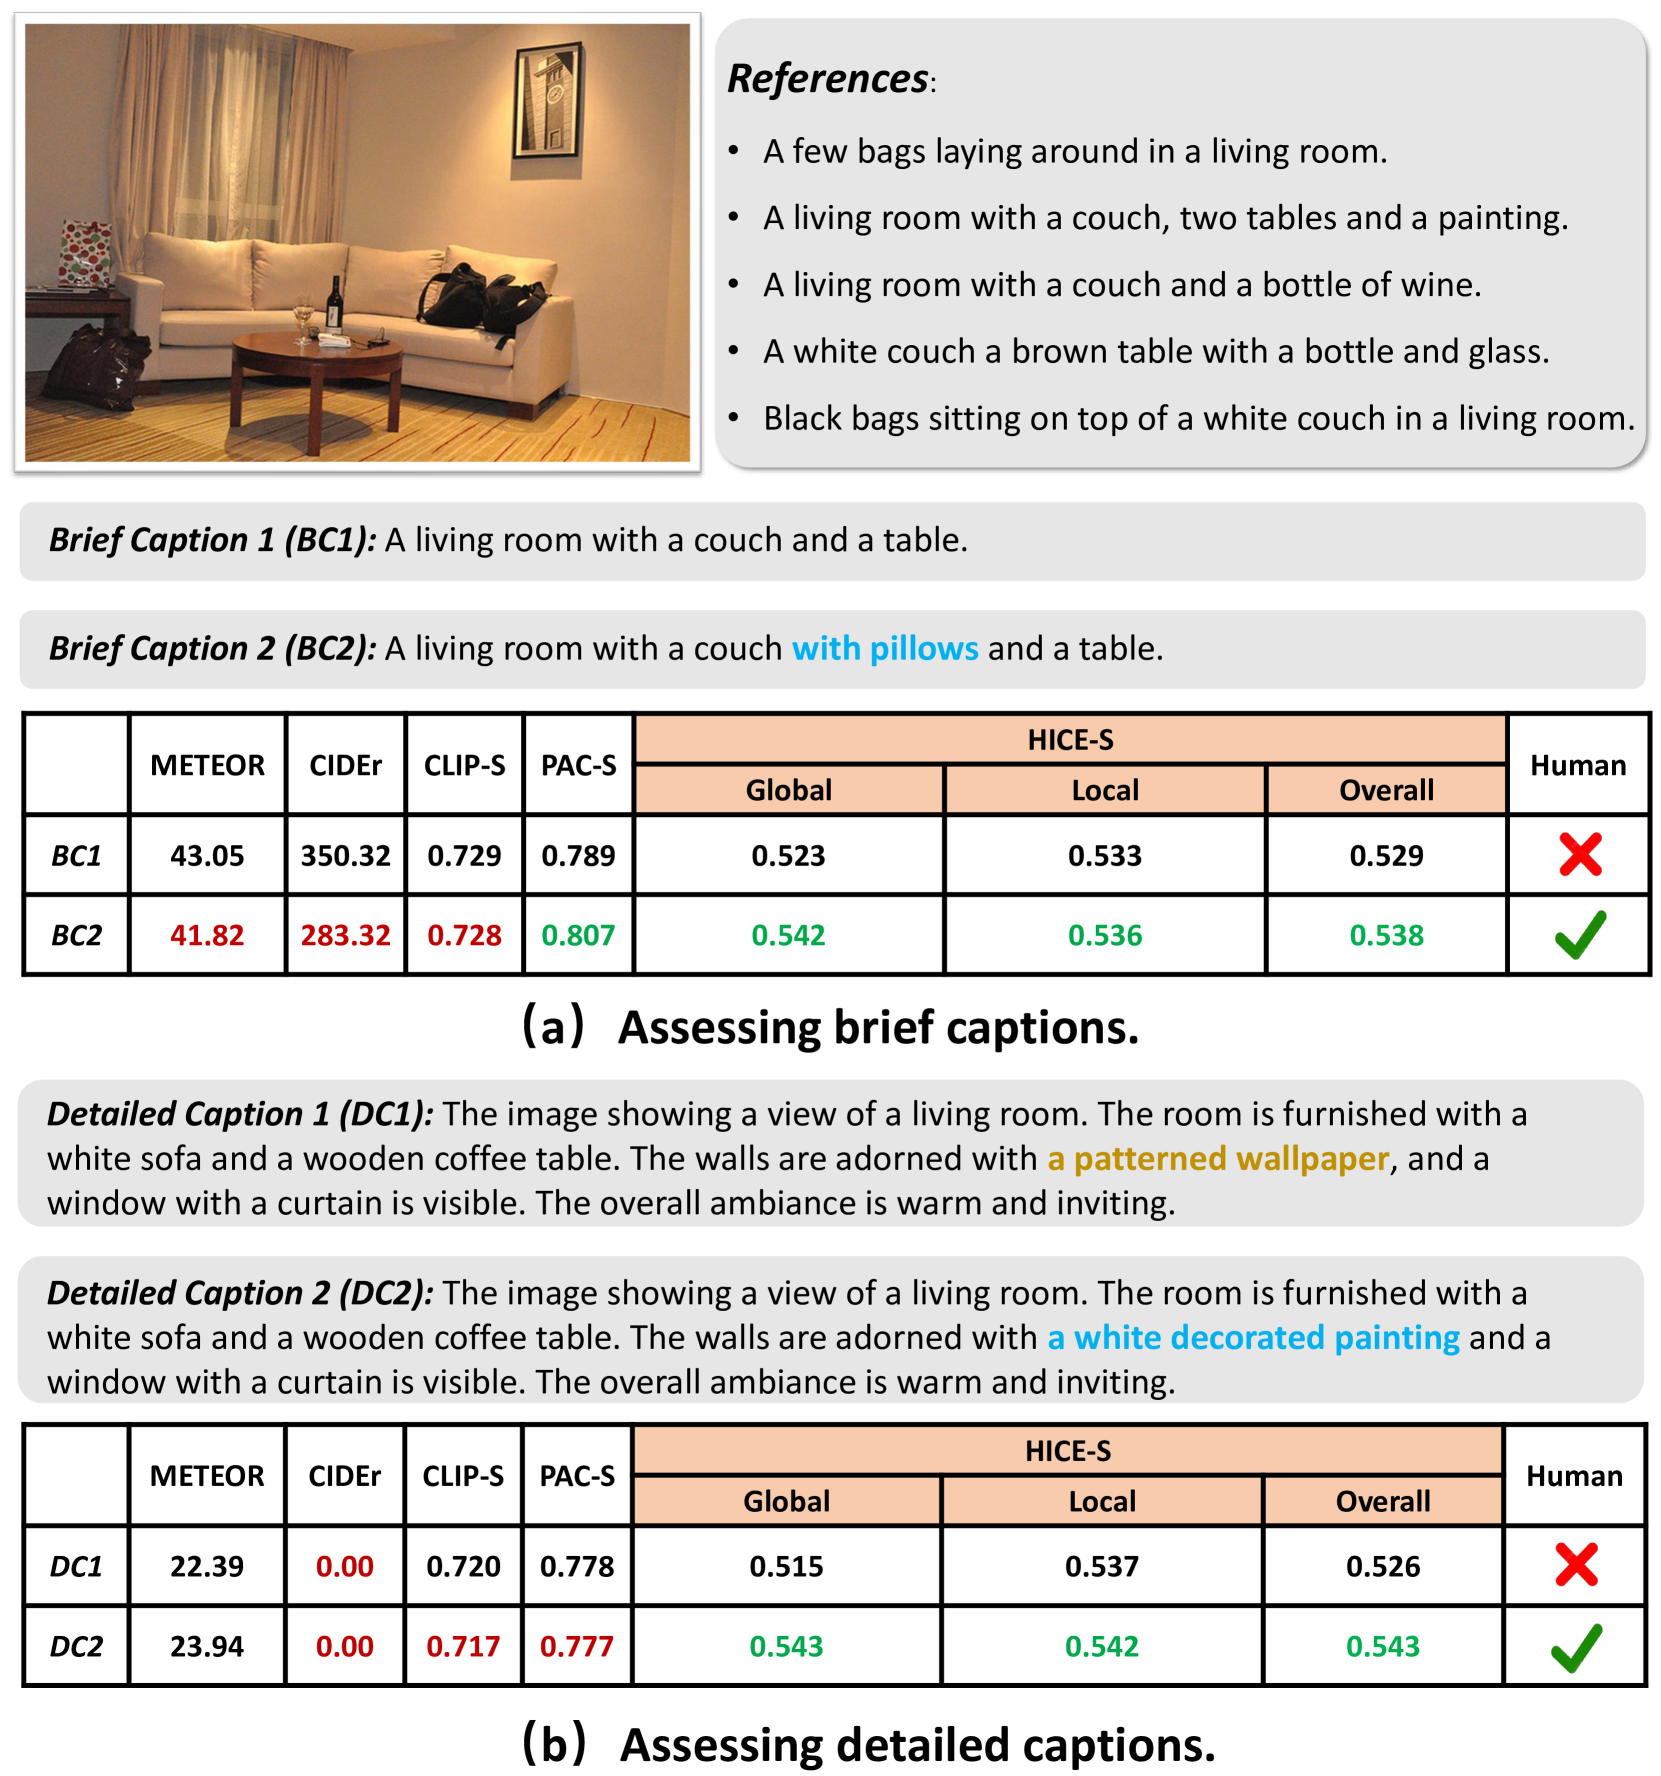 References:
• A few bags laying around in a living room.
• A living room with a couch, two tables and a painting.
• A living room with a couch and a bottle of wine.
• A white couch a brown table with a bottle and glass.
• Black bags sitting on top of a white couch in a living room.
Brief Caption 1 (BC1): A living room with a couch and a table.
Brief Caption 2 (BC2): A living room with a couch with pillows and a table.
METEOR CIDEr CLIP-S PAC-S HICE-S Human
Global Local Overall
BC1 43.05 350.32 0.729 0.789 0.523 0.533 0.529
BC2 41.82 283.32 0.728 0.807 0.542 0.536 0.538
(a) Assessing brief captions.
Detailed Caption 1 (DC1): The image showing a view of a living room. The room is furnished with a
white sofa and a wooden coffee table. The walls are adorned with a patterned wallpaper, and a
window with a curtain is visible. The overall ambiance is warm and inviting.
Detailed Caption 2 (DC2): The image showing a view of a living room. The room is furnished with a
white sofa and a wooden coffee table. The walls are adorned with a white decorated painting and a
window with a curtain is visible. The overall ambiance is warm and inviting.
METEOR CIDEr CLIP-S PAC-S HICE-S Human
Global Local Overall
DC1 22.39 0.00 0.720 0.778 0.515 0.537 0.526
DC2 23.94 0.00 0.717 0.777 0.543 0.542 0.543
(b) Assessing detailed captions.